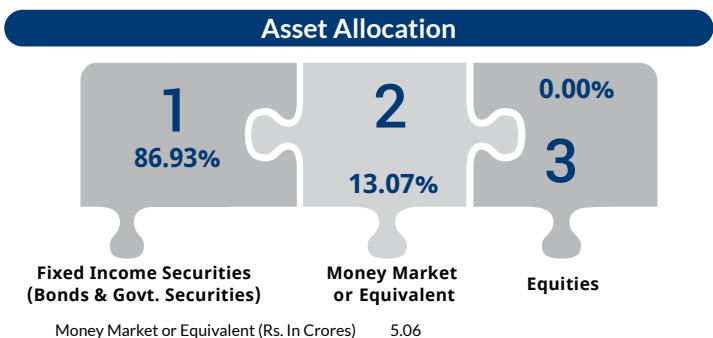 Asset Allocation
1
86.93%
2
13.07%
0.00%
3
Fixed Income Securities
(Bonds & Govt. Securities)
Money Market
or Equivalent
Equities
Money Market or Equivalent (Rs. In Crores) 5.06